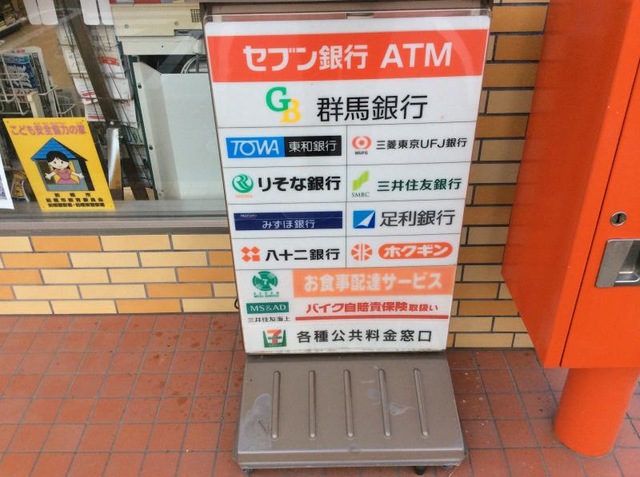 セブン銀行 ATM
GB 群馬銀行
TOWA 東和銀行
MUFG 三菱東京UFJ銀行
りそな銀行
SMBC 三井住友銀行
MIZUHO みずほ銀行
足利銀行
八十二銀行
ホクギン
お食事配達サービス
MS&AD 三井住友海上
バイク自賠責保険取扱い
各種公共料金窓口
こども安全協力の家